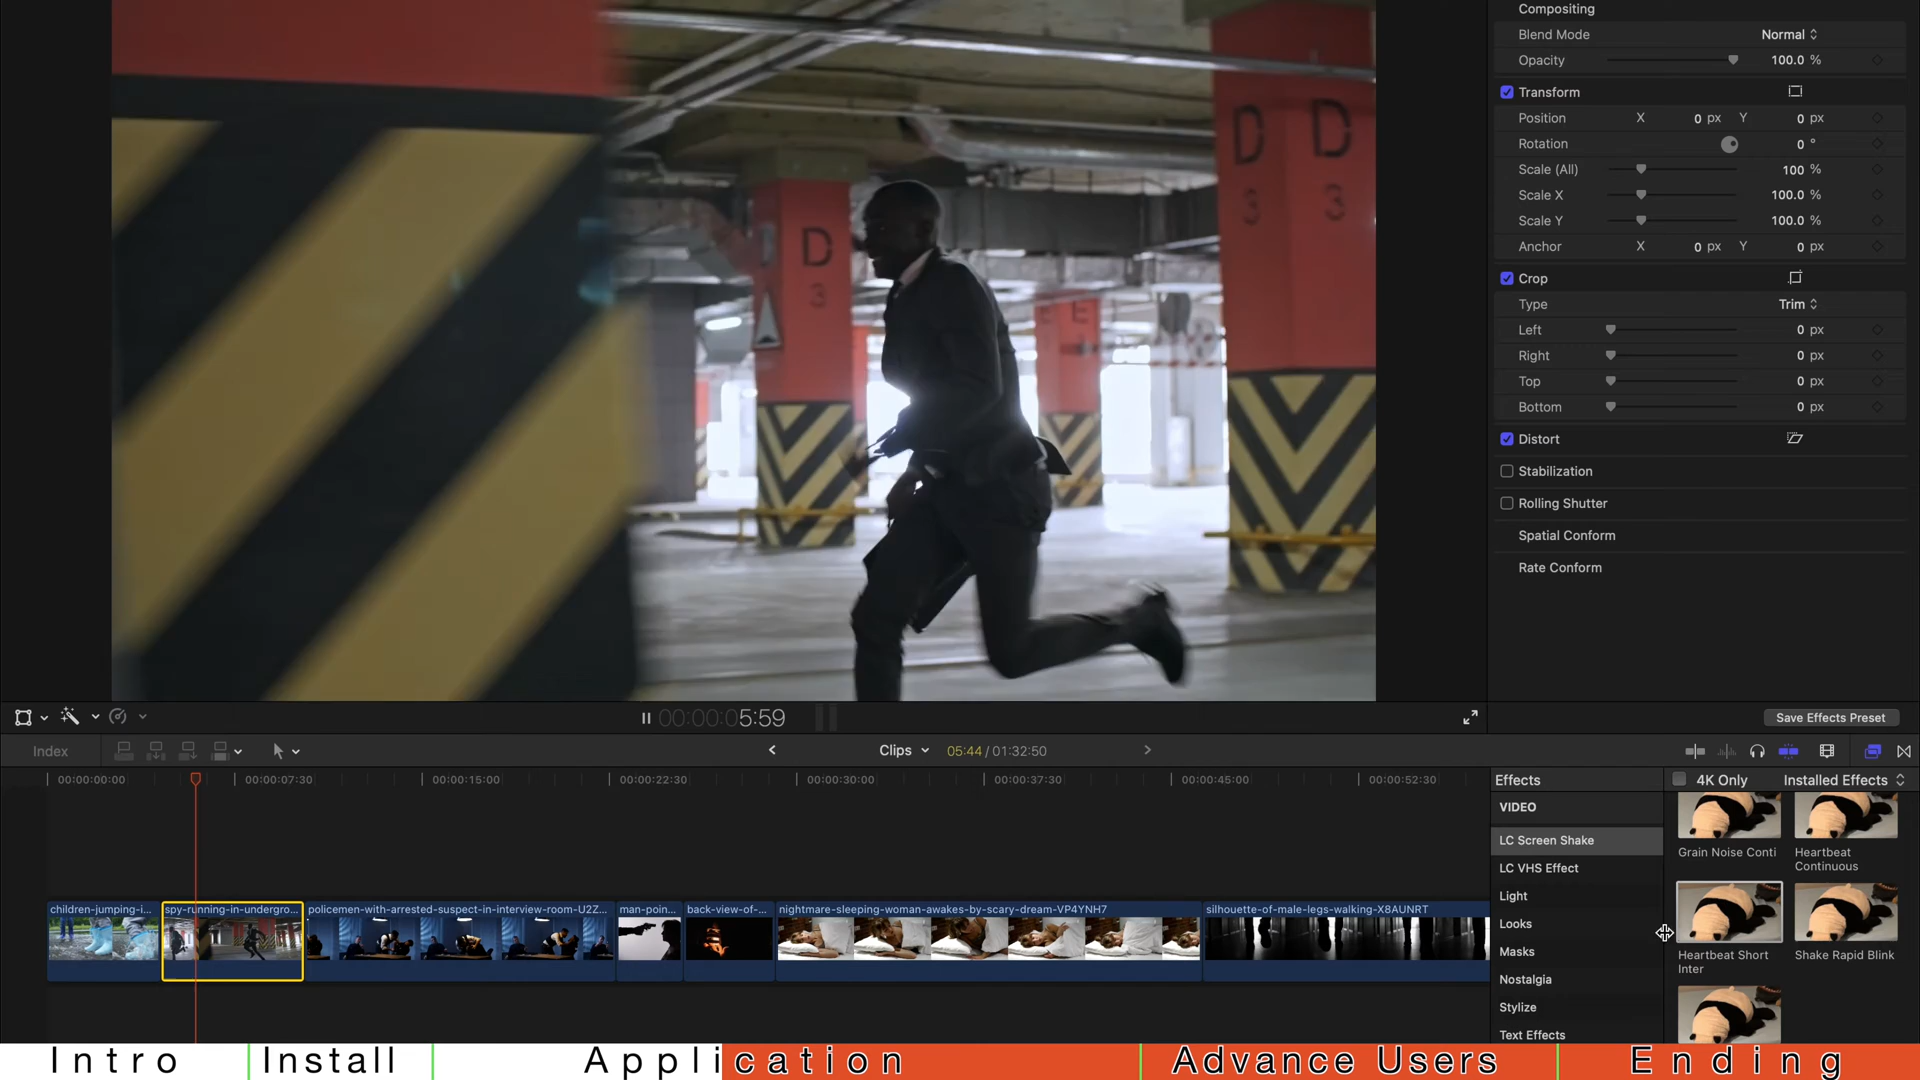 Compositing
Blend Mode Normal
Opacity 100.0 %
Transform
Position X 0 px Y 0 px
Rotation 0 °
Scale (All) 100 %
Scale X 100.0 %
Scale Y 100.0 %
Anchor X 0 px Y 0 px
Crop
Type Trim
Left 0 px
Right 0 px
Top 0 px
Bottom 0 px
Distort
Stabilization
Rolling Shutter
Spatial Conform
Rate Conform
Save Effects Preset
D
3
D D
3 3
E E
00:00:05:59
Index
Clips 05:44 / 01:32:50
00:00:00:00 00:00:07:30 00:00:15:00 00:00:22:30 00:00:30:00 00:00:37:30 00:00:45:00 00:00:52:30
children-jumping-i... spy-running-in-undergro... policemen-with-arrested-suspect-in-interview-room-U2Z... man-poin... back-view-of-... nightmare-sleeping-woman-awakes-by-scary-dream-VP4YNH7 silhouette-of-male-legs-walking-X8AUNRT
Effects
4K Only Installed Effects
VIDEO
LC Screen Shake
LC VHS Effect
Light
Looks
Masks
Nostalgia
Stylize
Text Effects
Grain Noise Conti
Heartbeat
Continuous
Heartbeat Short
Inter
Shake Rapid Blink
Intro Install Application Advance Users Ending